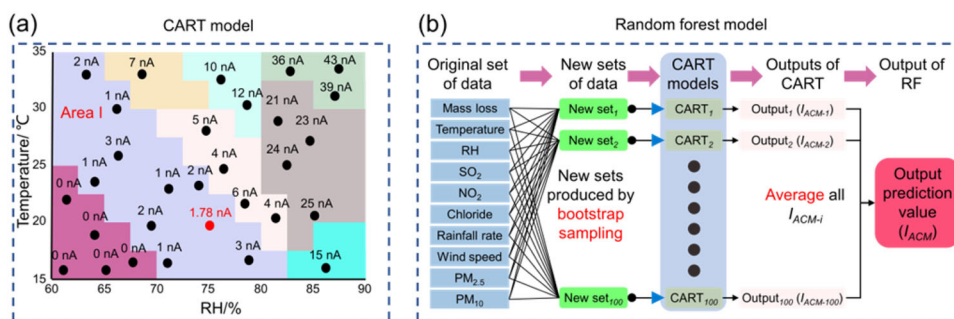 (a)
CART model
Temperature/ ℃
35
30
25
20
15
2 nA
7 nA
10 nA
36 nA
43 nA
39 nA
Area I
1 nA
12 nA
21 nA
5 nA
23 nA
3 nA
4 nA
24 nA
1 nA
1 nA
2 nA
0 nA
6 nA
4 nA
25 nA
0 nA
2 nA
1.78 nA
0 nA
0 nA
0 nA
1 nA
3 nA
15 nA
60
65
70
75
80
85
90
RH/%
(b)
Random forest model
Original set
of data
New sets
of data
CART
models
Outputs of
CART
Output of
RF
Mass loss
Temperature
RH
SO₂
NO₂
Chloride
Rainfall rate
Wind speed
PM₂.₅
PM₁₀
New set₁
New set₂
New sets
produced by
bootstrap
sampling
New set₁₀₀
CART₁
CART₂
CART₁₀₀
Output₁ (I_ACM-1)
Output₂ (I_ACM-2)
Average all
I_ACM-i
Output₁₀₀ (I_ACM-100)
Output
prediction
value
(I_ACM)